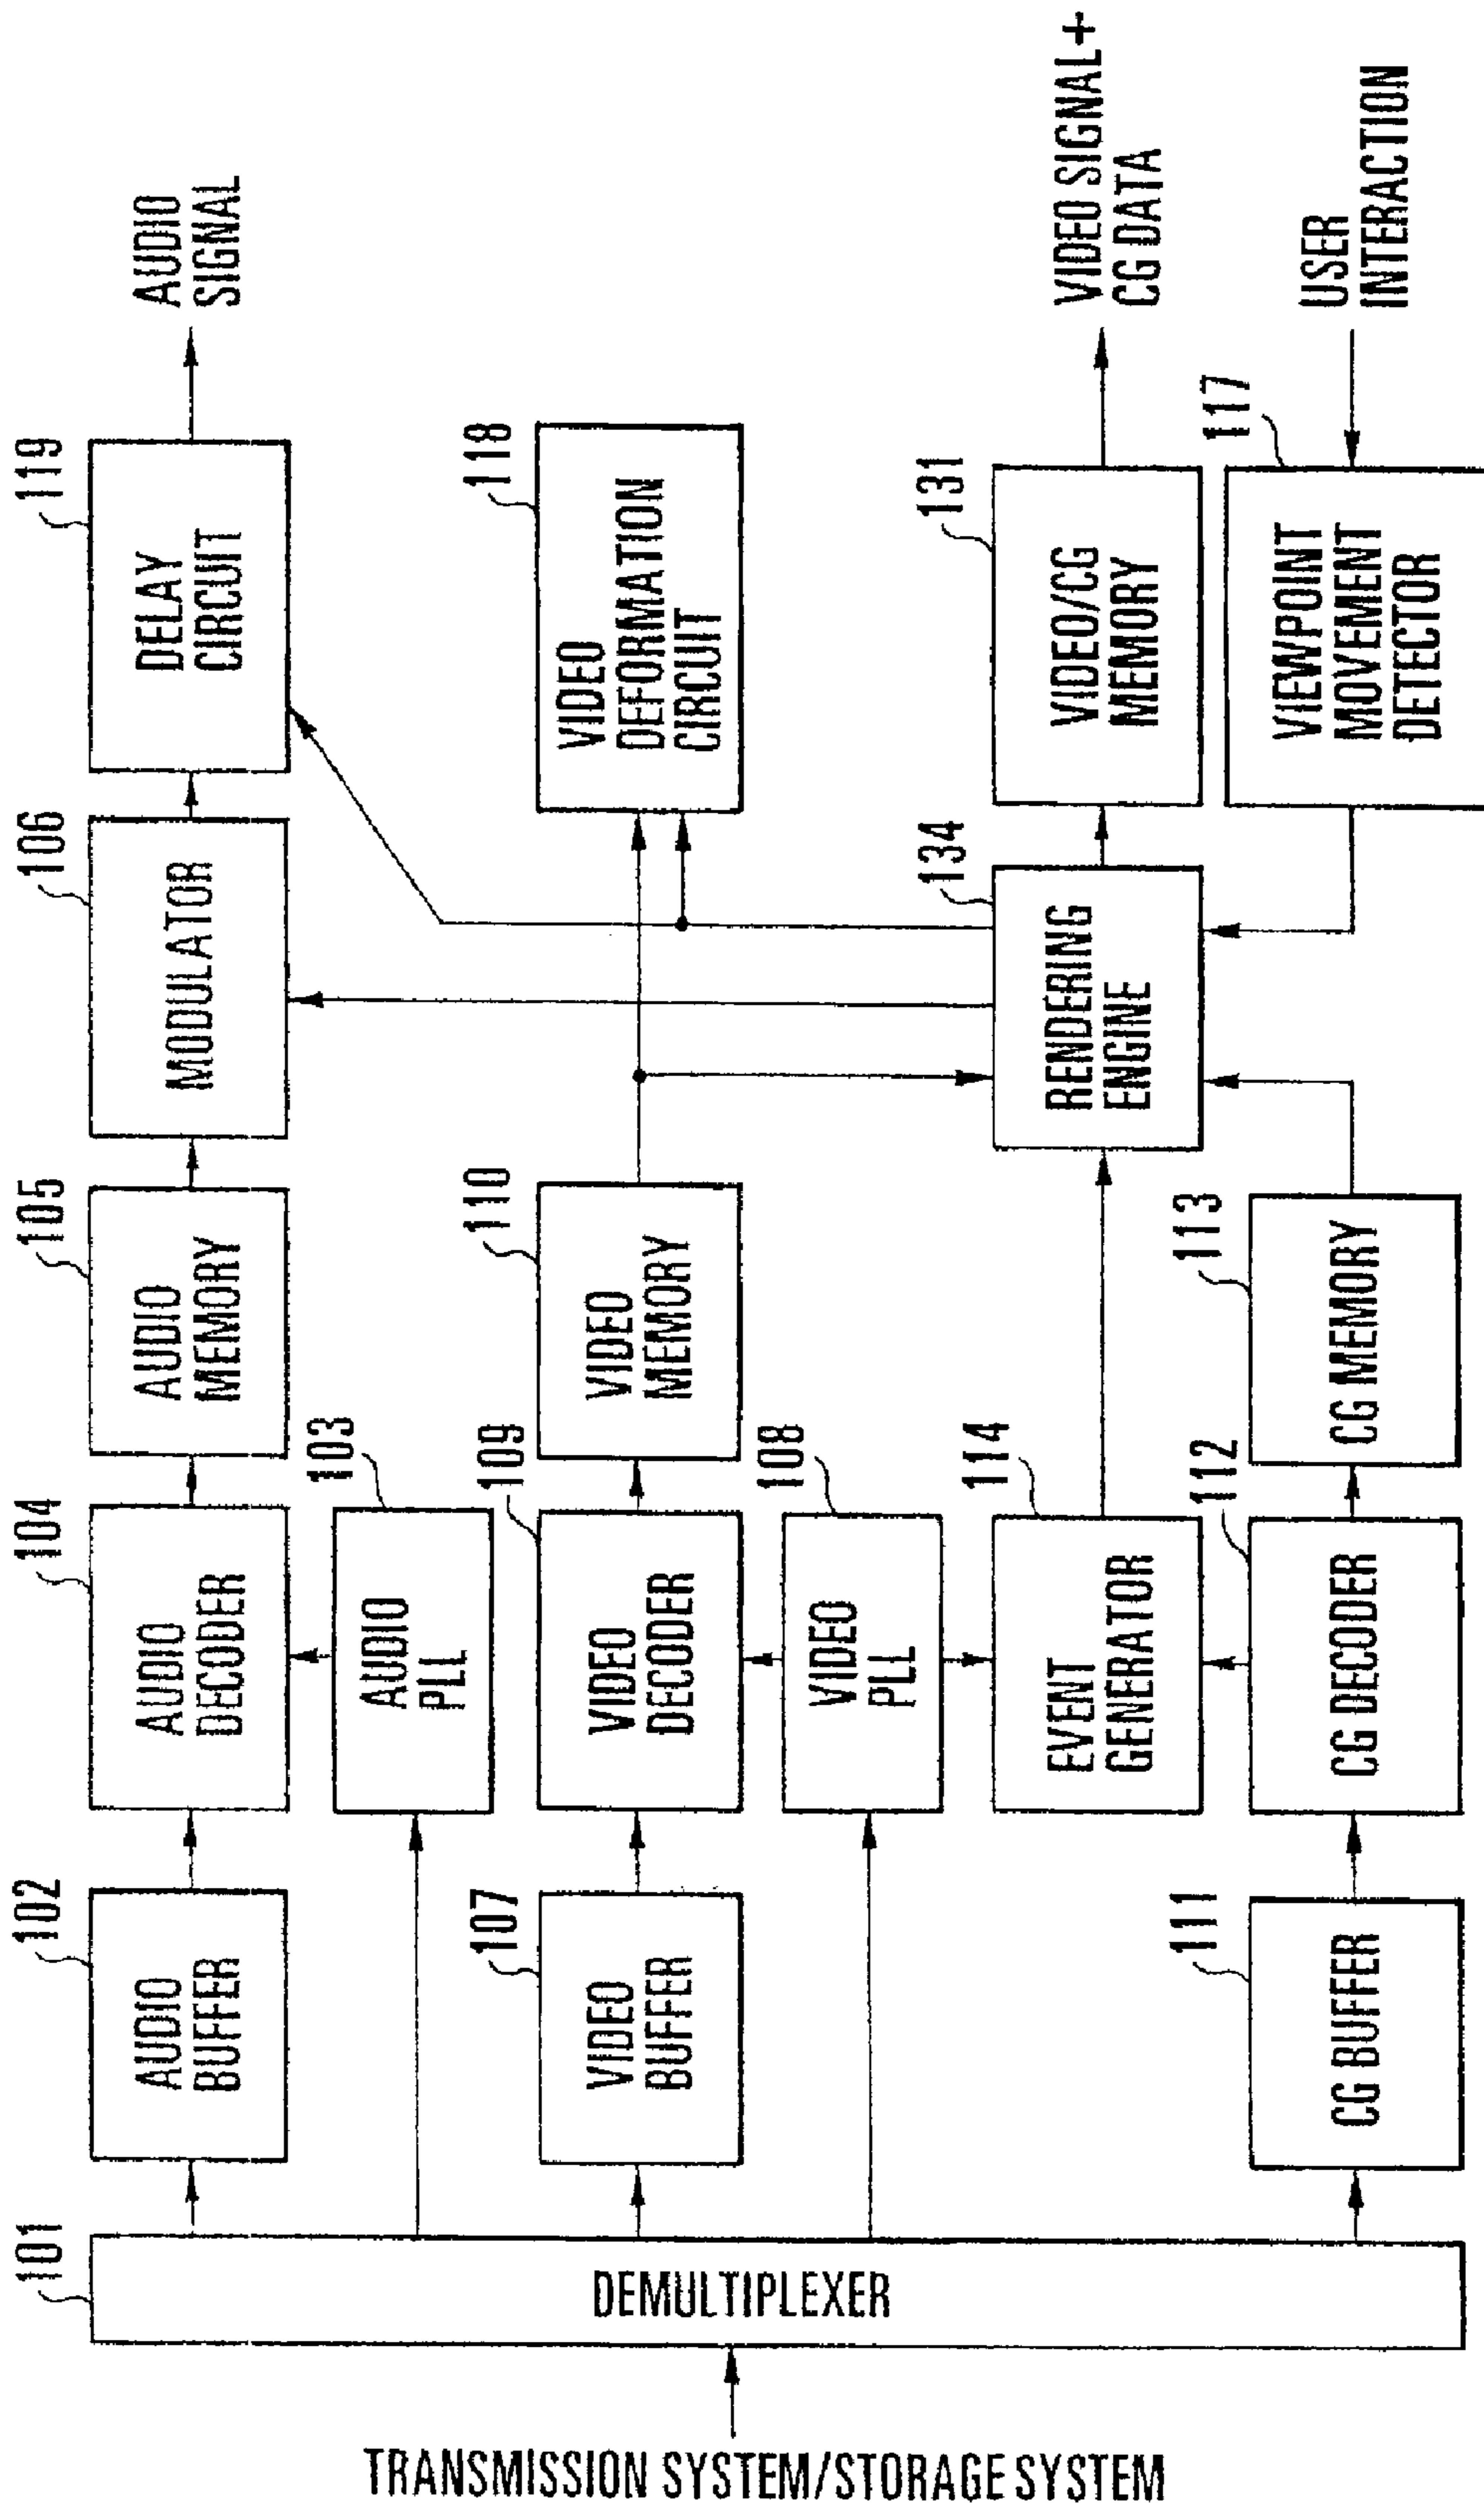 TRANSMISSION SYSTEM/STORAGE SYSTEM
101
DEMULTIPLEXER
102
AUDIO
BUFFER
104
AUDIO
DECODER
105
AUDIO
MEMORY
106
MODULATOR
119
DELAY
CIRCUIT
AUDIO
SIGNAL
103
AUDIO
PLL
107
VIDEO
BUFFER
109
VIDEO
DECODER
110
VIDEO
MEMORY
118
VIDEO
DEFORMATION
CIRCUIT
108
VIDEO
PLL
114
EVENT
GENERATOR
134
RENDERING
ENGINE
131
VIDEO/CG
MEMORY
VIDEO SIGNAL+
CG DATA
111
CG BUFFER
112
CG DECODER
113
CG MEMORY
117
VIEWPOINT
MOVEMENT
DETECTOR
USER
INTERACTION